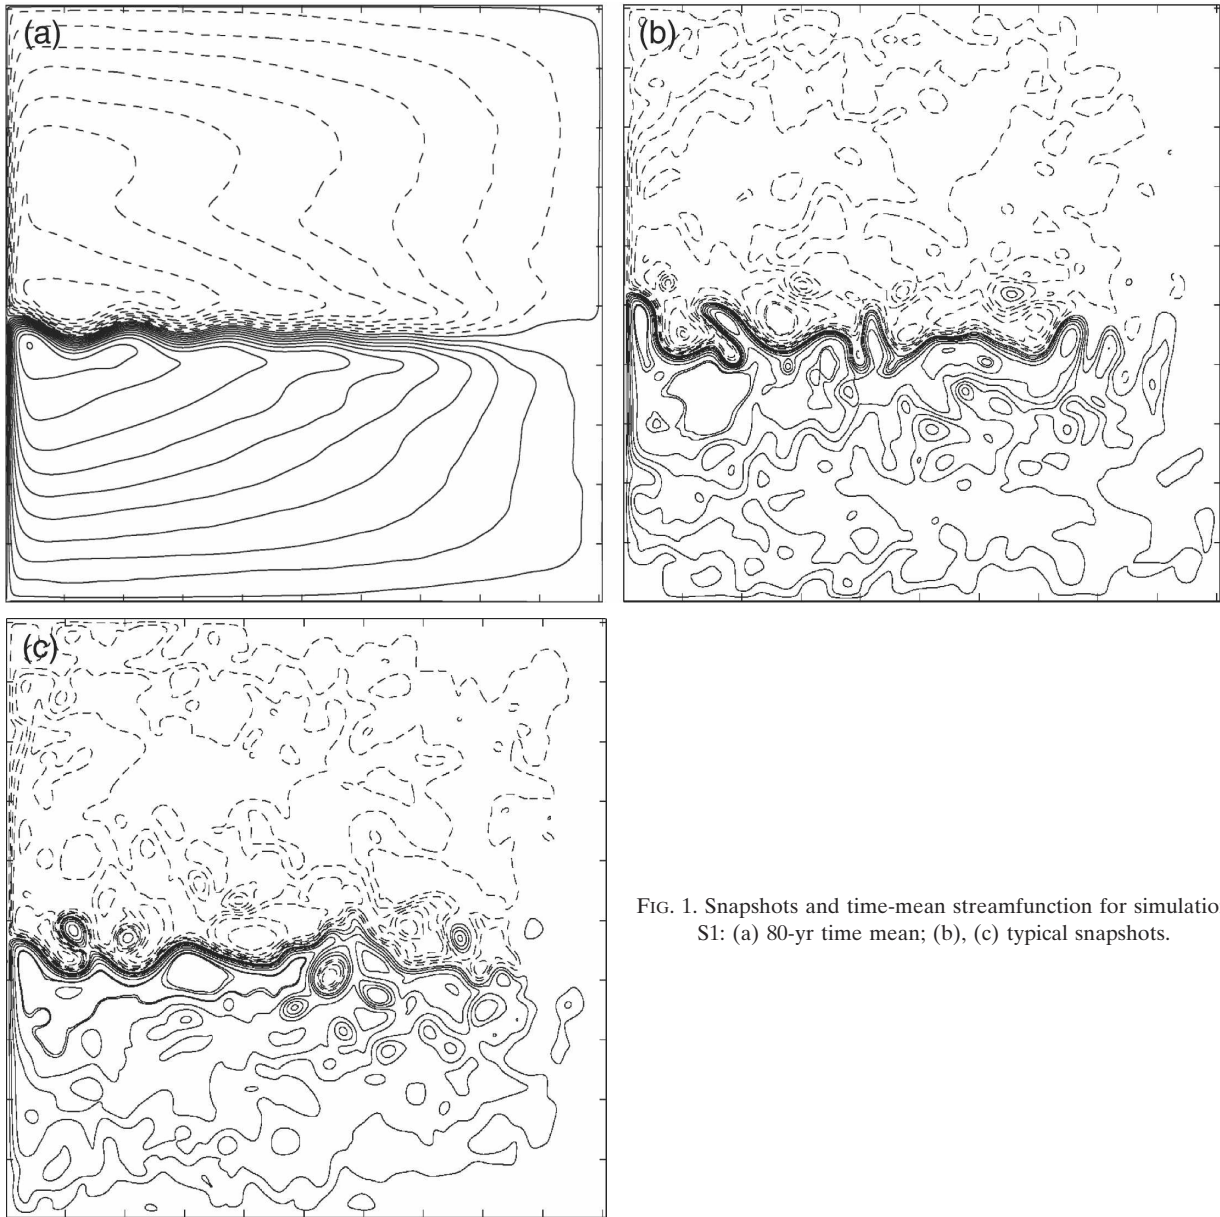 (a)
(b)
(c)
FIG. 1. Snapshots and time-mean streamfunction for simulatio
S1: (a) 80-yr time mean; (b), (c) typical snapshots.